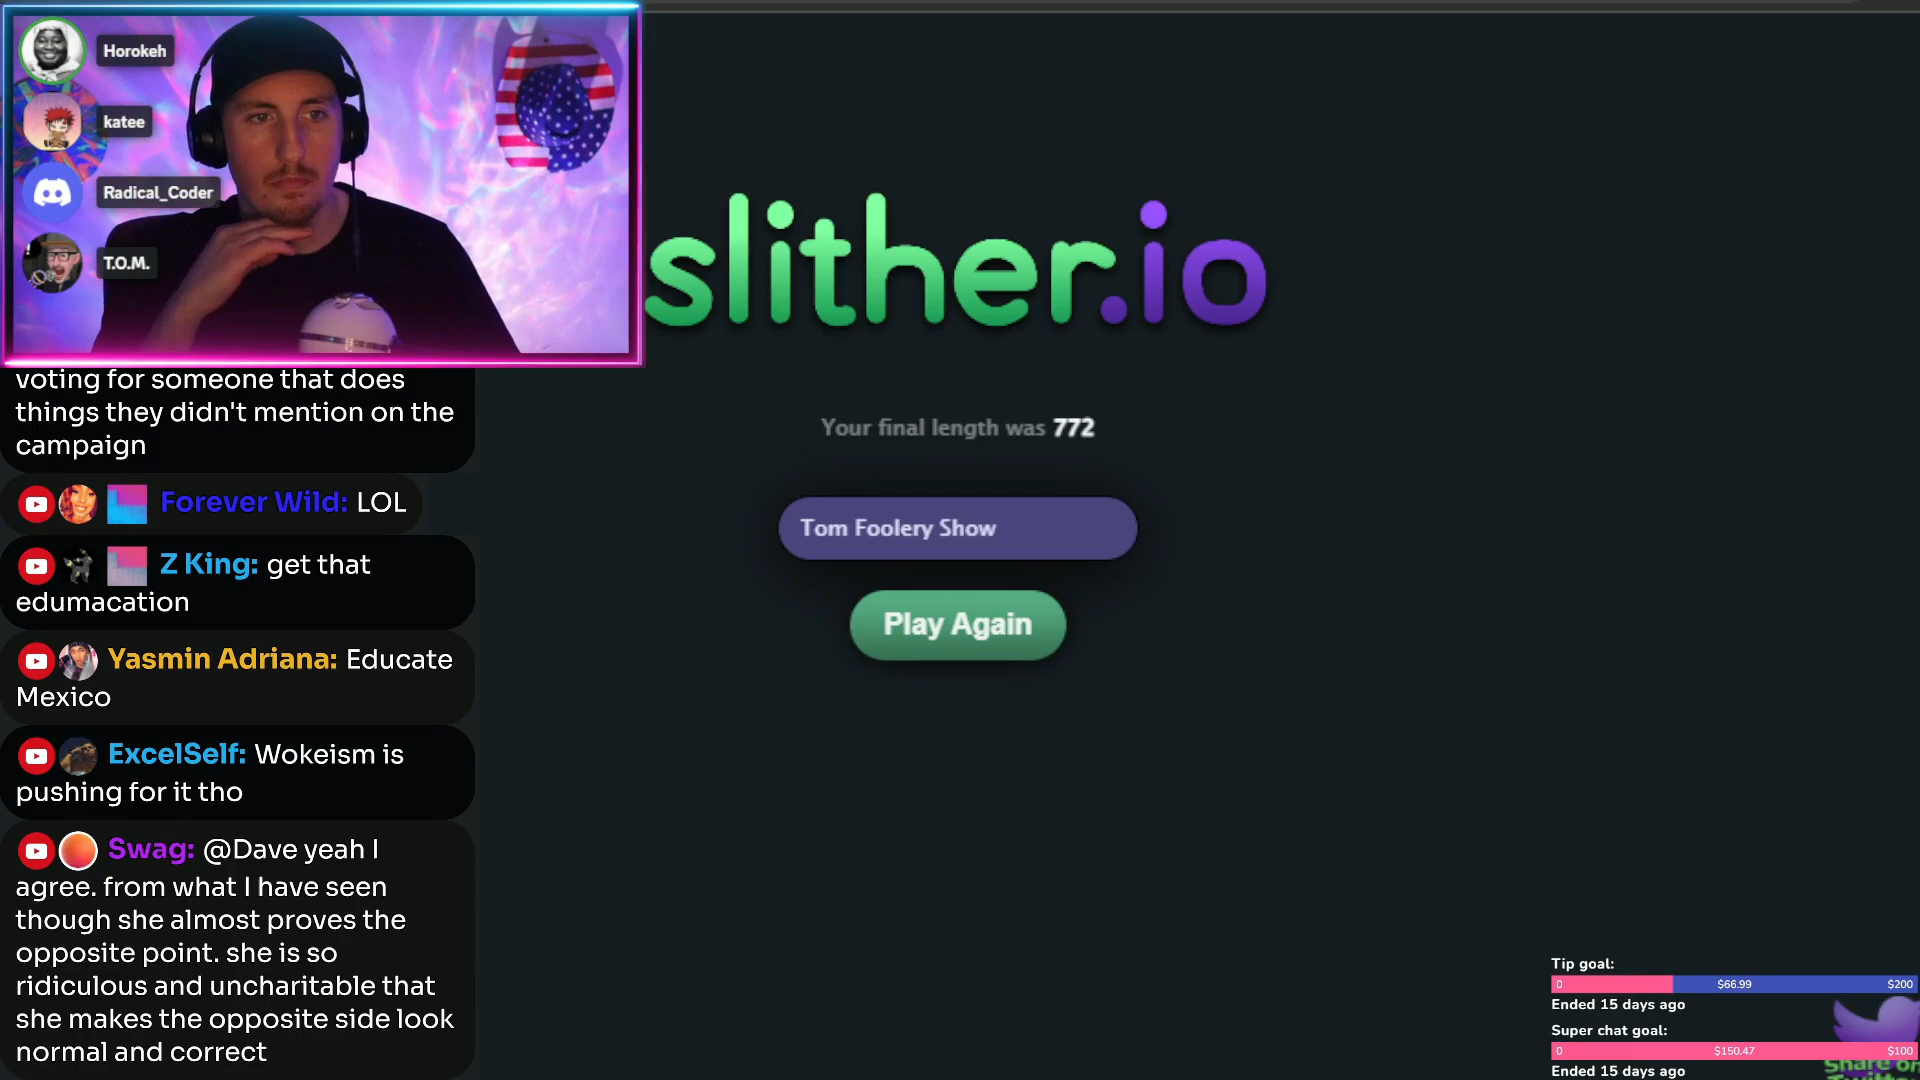 Horokeh
katee
Radical_Coder
T.O.M.
slither.io
Your final length was 772
Tom Foolery Show
Play Again
voting for someone that does
things they didn't mention on the
campaign
Forever Wild: LOL
Z King: get that
edumacation
Yasmin Adriana: Educate
Mexico
ExcelSelf: Wokeism is
pushing for it tho
Swag: @Dave yeah I
agree. from what I have seen
though she almost proves the
opposite point. she is so
ridiculous and uncharitable that
she makes the opposite side look
normal and correct
Tip goal:
0 $66.99 $200
Ended 15 days ago
Super chat goal:
0 $150.47 $100
Ended 15 days ago
Share on